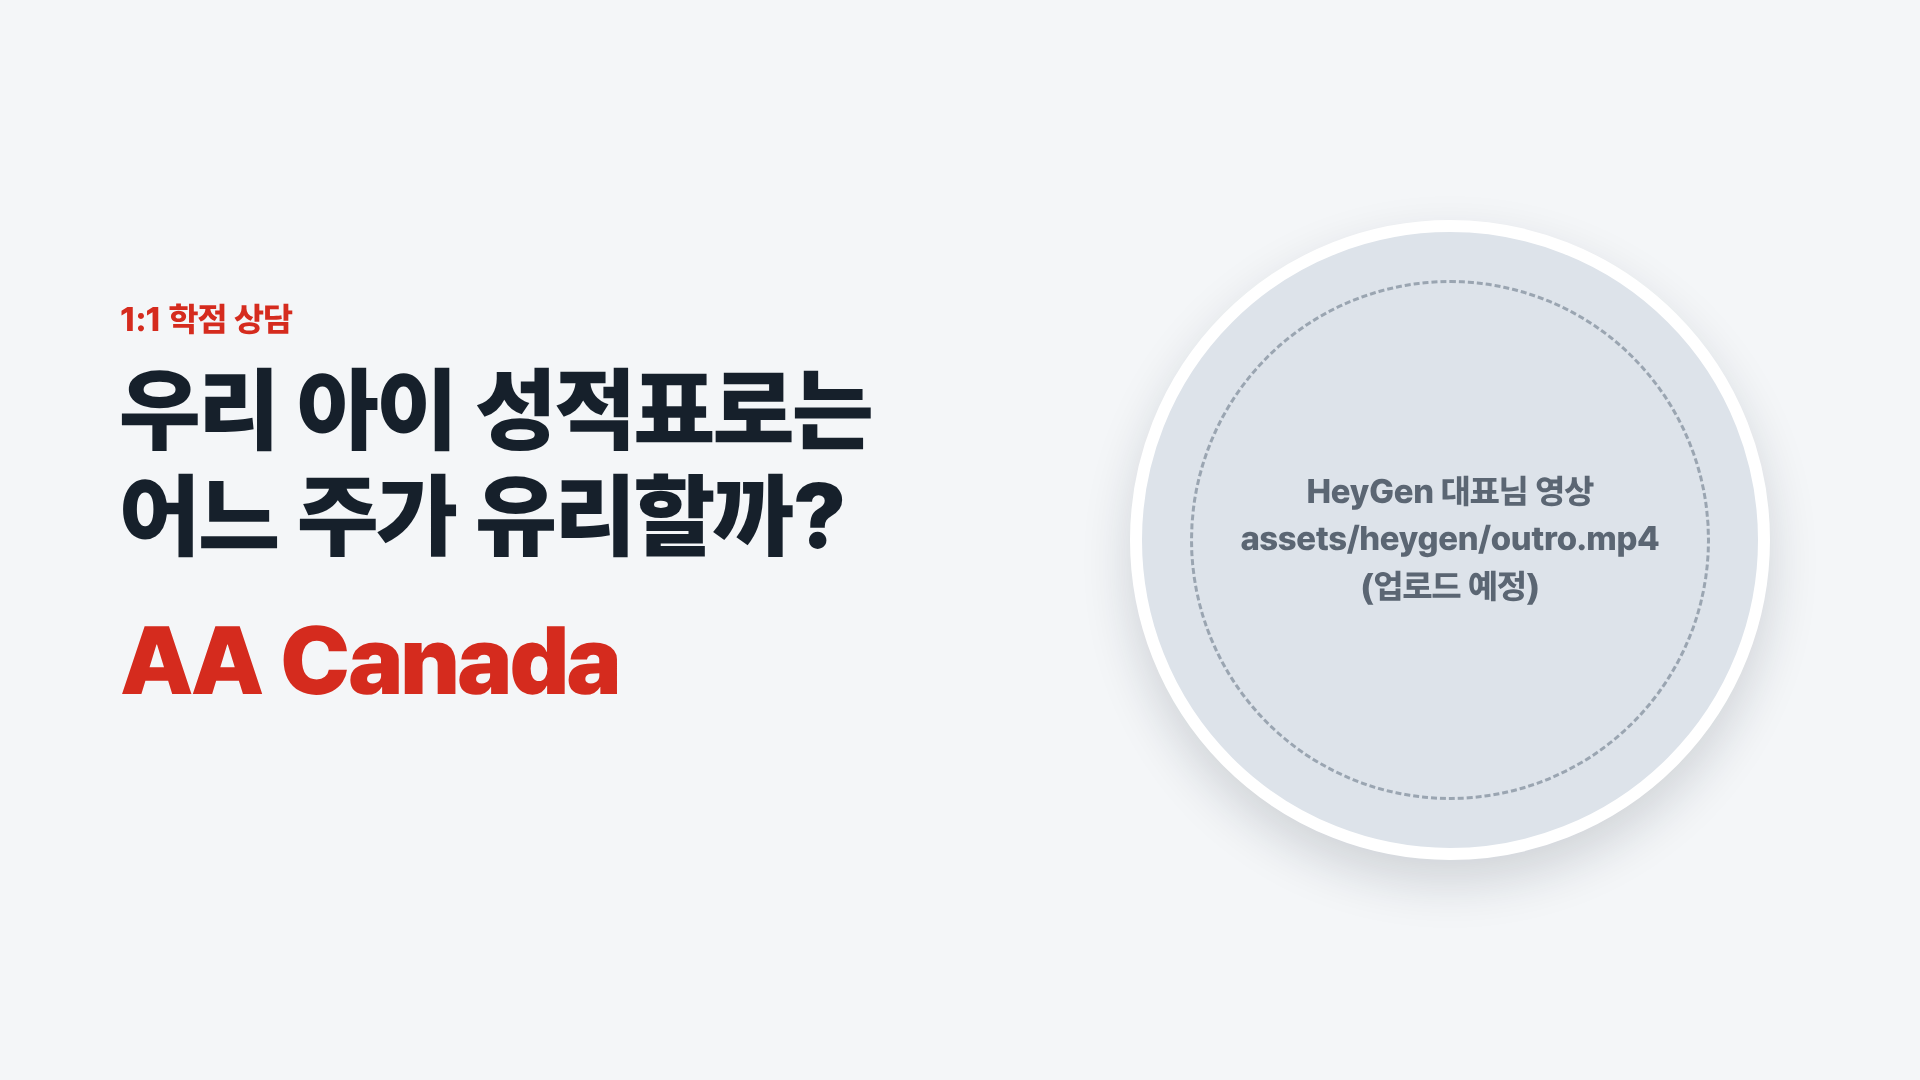 1:1 학점 상담
우리 아이 성적표로는
어느 주가 유리할까?
AA Canada
HeyGen 대표님 영상
assets/heygen/outro.mp4
(업로드 예정)